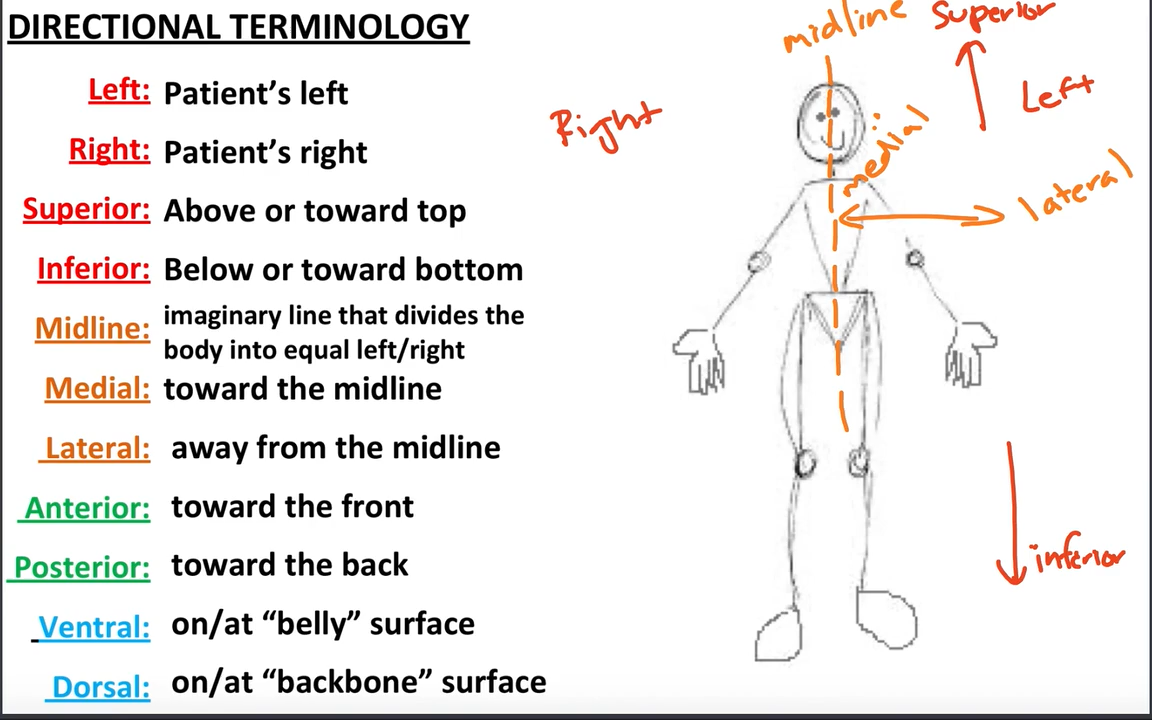 DIRECTIONAL TERMINOLOGY
Left: Patient’s left
Right: Patient’s right
Superior: Above or toward top
Inferior: Below or toward bottom
Midline: imaginary line that divides the
body into equal left/right
Medial: toward the midline
Lateral: away from the midline
Anterior: toward the front
Posterior: toward the back
Ventral: on/at “belly” surface
Dorsal: on/at “backbone” surface
midline
Superior
Right
Left
medial
lateral
inferior